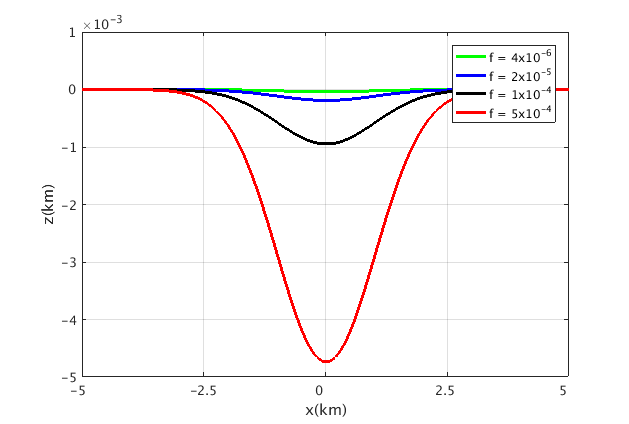 ×10⁻³
1
0
−1
−2
−3
−4
−5
z(km)
−5 −2.5 0 2.5 5
x(km)
f = 4x10⁻⁶
f = 2x10⁻⁵
f = 1x10⁻⁴
f = 5x10⁻⁴